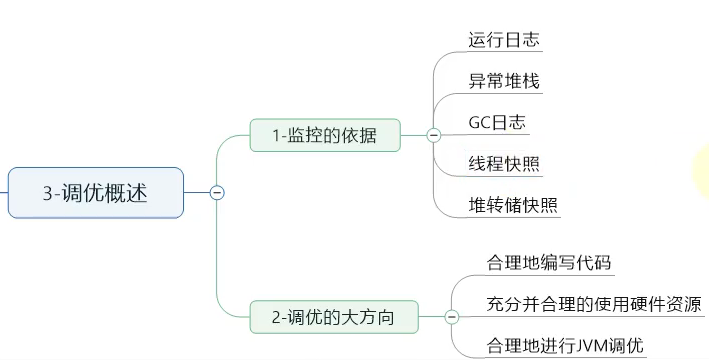 3-调优概述
1-监控的依据
运行日志
异常堆栈
GC日志
线程快照
堆转储快照
2-调优的大方向
合理地编写代码
充分并合理的使用硬件资源
合理地进行JVM调优